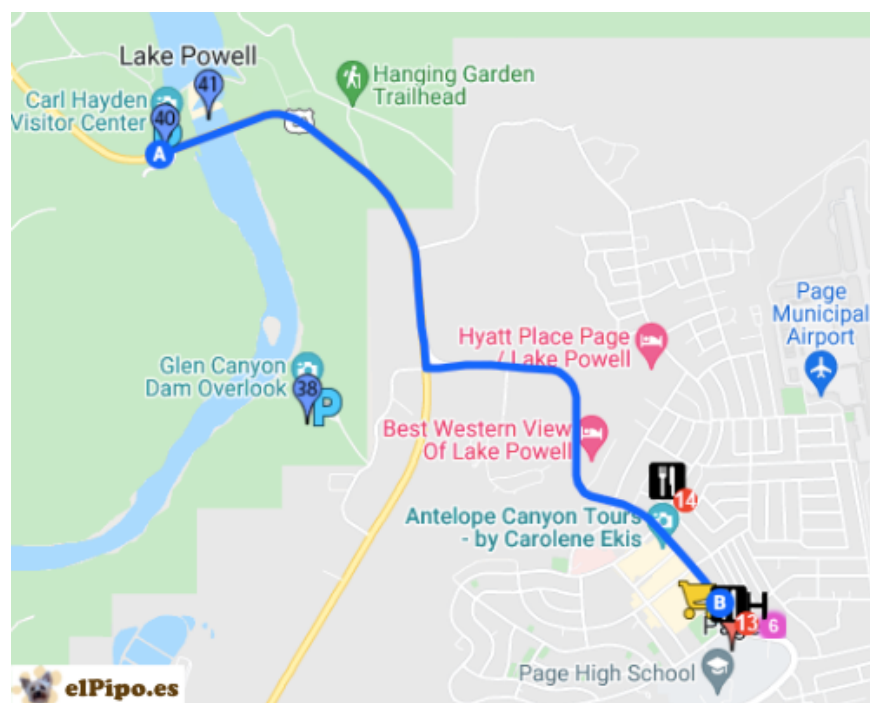 Lake Powell
41
Carl Hayden
Visitor Center
40
A
Hanging Garden
Trailhead
Page
Municipal
Airport
Hyatt Place Page
/ Lake Powell
Glen Canyon
Dam Overlook
38
P
Best Western View
Of Lake Powell
14
Antelope Canyon Tours
- by Carolene Ekis
B
13
6
Page High School
elPipo.es